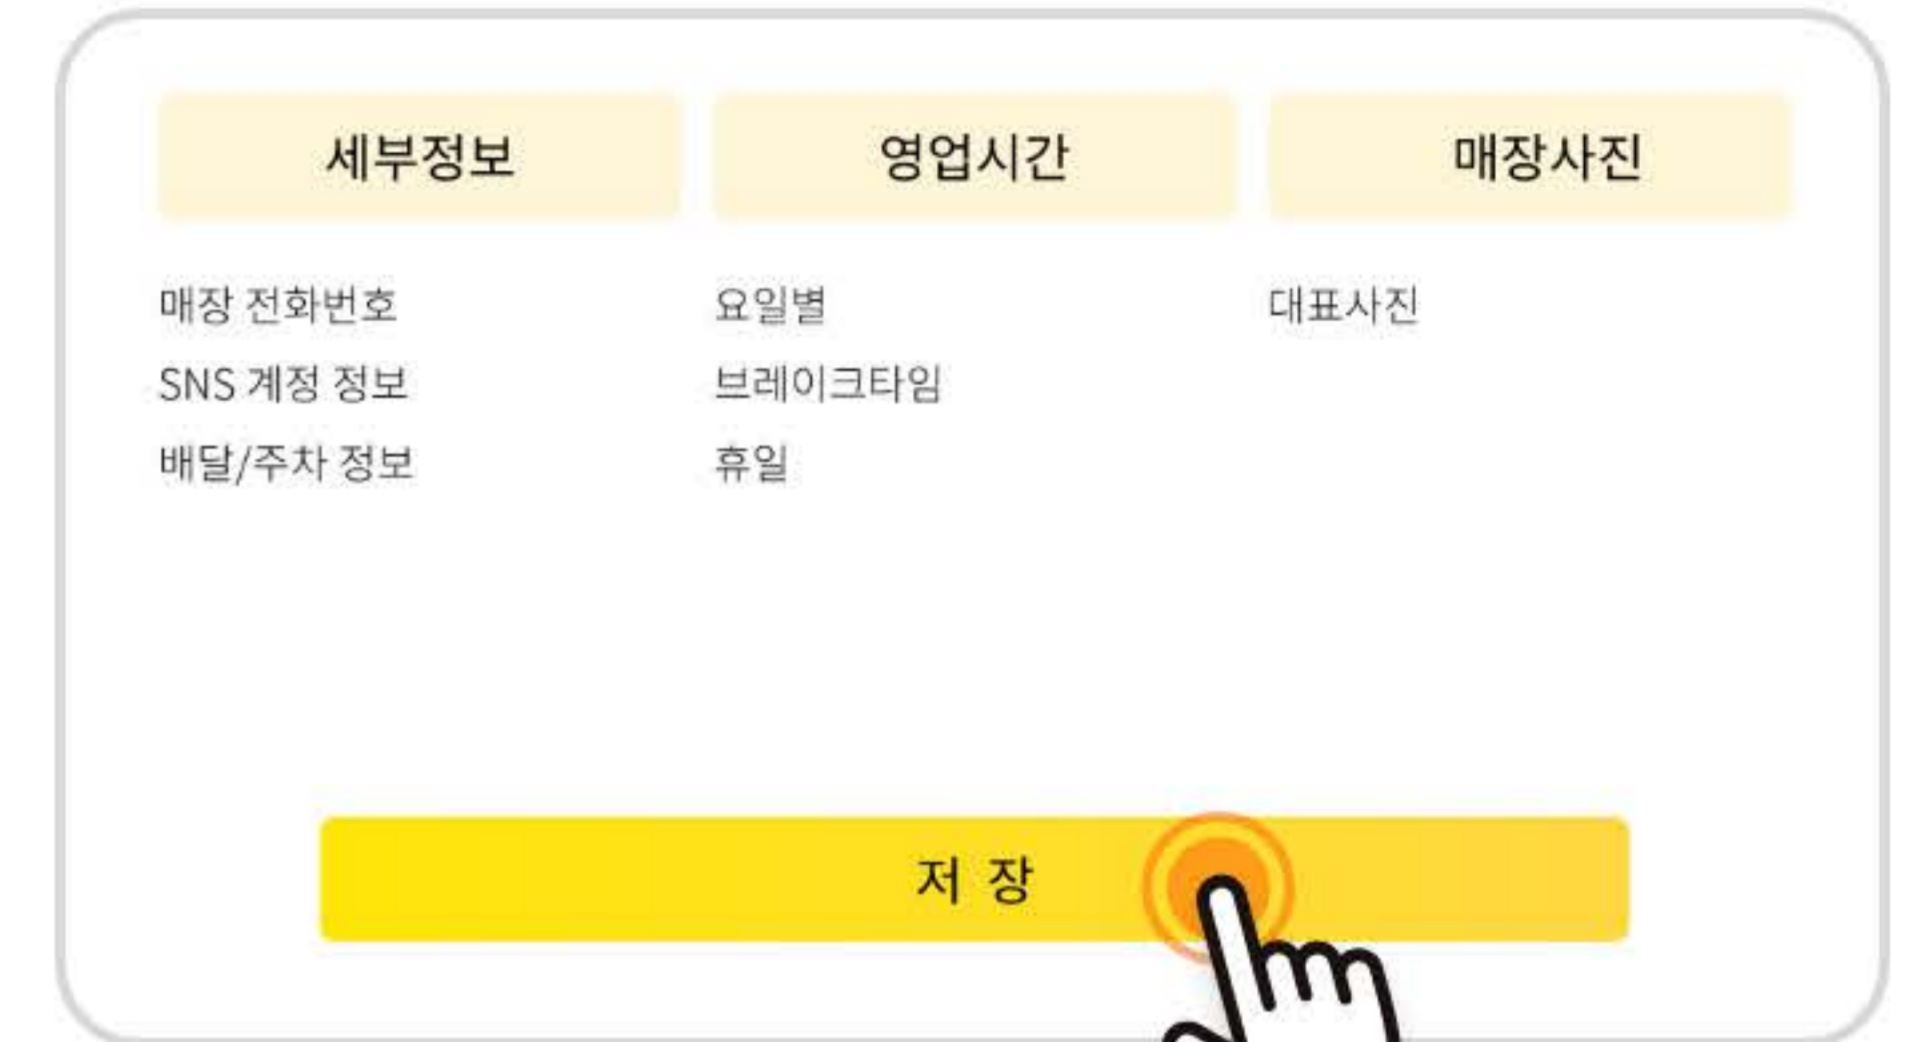 세부정보 영업시간 매장사진
매장 전화번호 요일별 대표사진
SNS 계정 정보 브레이크타임
배달/주차 정보 휴일
저 장